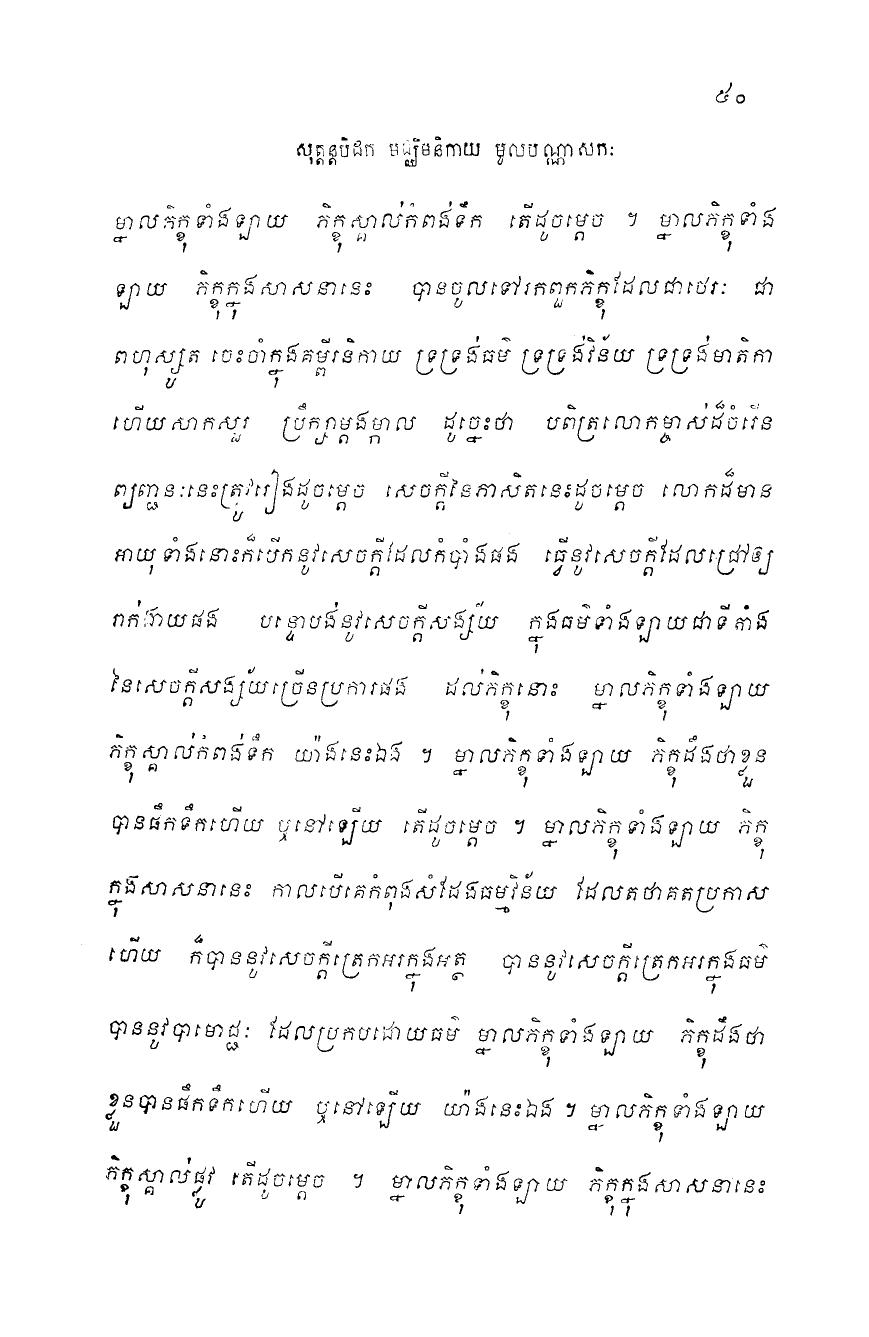 ៥០
សុត្តន្តបិដក មជ្ឈិមនិកាយ មូលបណ្ណាសកៈ
ម្នាលភិក្ខុទាំងឡាយ ភិក្ខុស្គាល់កំពង់ទឹក តើដូចម្តេច ។ ម្នាលភិក្ខុទាំង
ឡាយ ភិក្ខុក្នុងសាសនានេះ បានចូលទៅរកពួកភិក្ខុដែលជាថេរៈ ជា
ពហុស្សូត ចេះចាំក្នុងគម្ពីរនិកាយ ទ្រទ្រង់ធម៌ ទ្រទ្រង់វិន័យ ទ្រទ្រង់មាតិកា
ហើយសាកសួរ ប្រឹក្សាម្តងម្កាល ដូច្នេះថា បពិត្រលោកម្ចាស់ដ៏ចំរើន
ព្យញ្ជនៈនេះត្រូវរៀងដូចម្តេច សេចក្តីនៃភាសិតនេះដូចម្តេច លោកដ៏មាន
អាយុទាំងនោះក៏បើកនូវសេចក្តីដែលកំបាំងផង ធ្វើនូវសេចក្តីដែលជ្រៅឲ្យ
រាក់ងាយផង បន្ទោបង់នូវសេចក្តីសង្ស័យ ក្នុងធម៌ទាំងឡាយជាទីតាំង
នៃសេចក្តីសង្ស័យច្រើនប្រការផង ដល់ភិក្ខុនោះ ម្នាលភិក្ខុទាំងឡាយ
ភិក្ខុស្គាល់កំពង់ទឹក យ៉ាងនេះឯង ។ ម្នាលភិក្ខុទាំងឡាយ ភិក្ខុដឹងថាខ្លួន
បានផឹកទឹកហើយ ឬនៅឡើយ តើដូចម្តេច ។ ម្នាលភិក្ខុទាំងឡាយ ភិក្ខុ
ក្នុងសាសនានេះ កាលបើគេកំពុងសំដែងធម្មវិន័យ ដែលតថាគតប្រកាស
ហើយ ក៏បាននូវសេចក្តីត្រេកអរក្នុងអត្ថ បាននូវសេចក្តីត្រេកអរក្នុងធម៌
បាននូវបាមោជ្ជៈ ដែលប្រកបដោយធម៌ ម្នាលភិក្ខុទាំងឡាយ ភិក្ខុដឹងថា
ខ្លួនបានផឹកទឹកហើយ ឬនៅឡើយ យ៉ាងនេះឯង ។ ម្នាលភិក្ខុទាំងឡាយ
ភិក្ខុស្គាល់ផ្លូវ តើដូចម្តេច ។ ម្នាលភិក្ខុទាំងឡាយ ភិក្ខុក្នុងសាសនានេះ